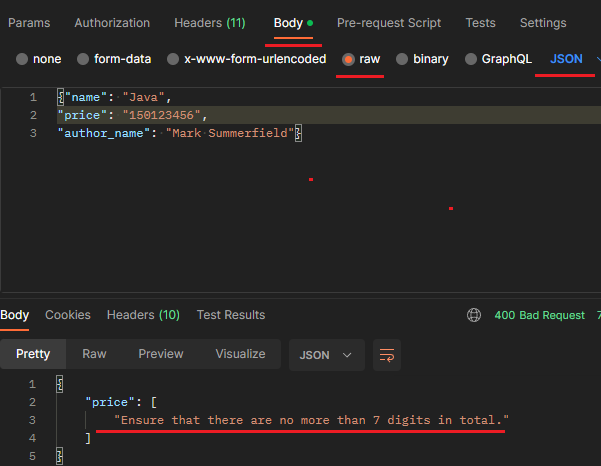 Params Authorization Headers (11) Body Pre-request Script Tests Settings
none form-data x-www-form-urlencoded raw binary GraphQL JSON
1 {"name": "Java",
2 "price": "150123456",
3 "author_name": "Mark Summerfield"}
Body Cookies Headers (10) Test Results 400 Bad Request 7
Pretty Raw Preview Visualize JSON
1 {
2 "price": [
3 "Ensure that there are no more than 7 digits in total."
4 ]
5 }